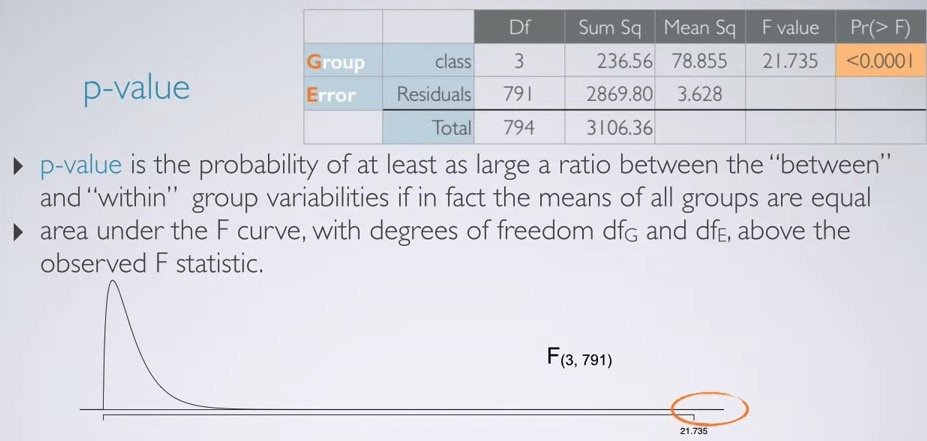 Df Sum Sq Mean Sq F value Pr(> F)
Group class 3 236.56 78.855 21.735 <0.0001
Error Residuals 791 2869.80 3.628
Total 794 3106.36
p-value
p-value is the probability of at least as large a ratio between the “between”
and “within” group variabilities if in fact the means of all groups are equal
area under the F curve, with degrees of freedom dfG and dfE, above the
observed F statistic.
F(3, 791)
21.735